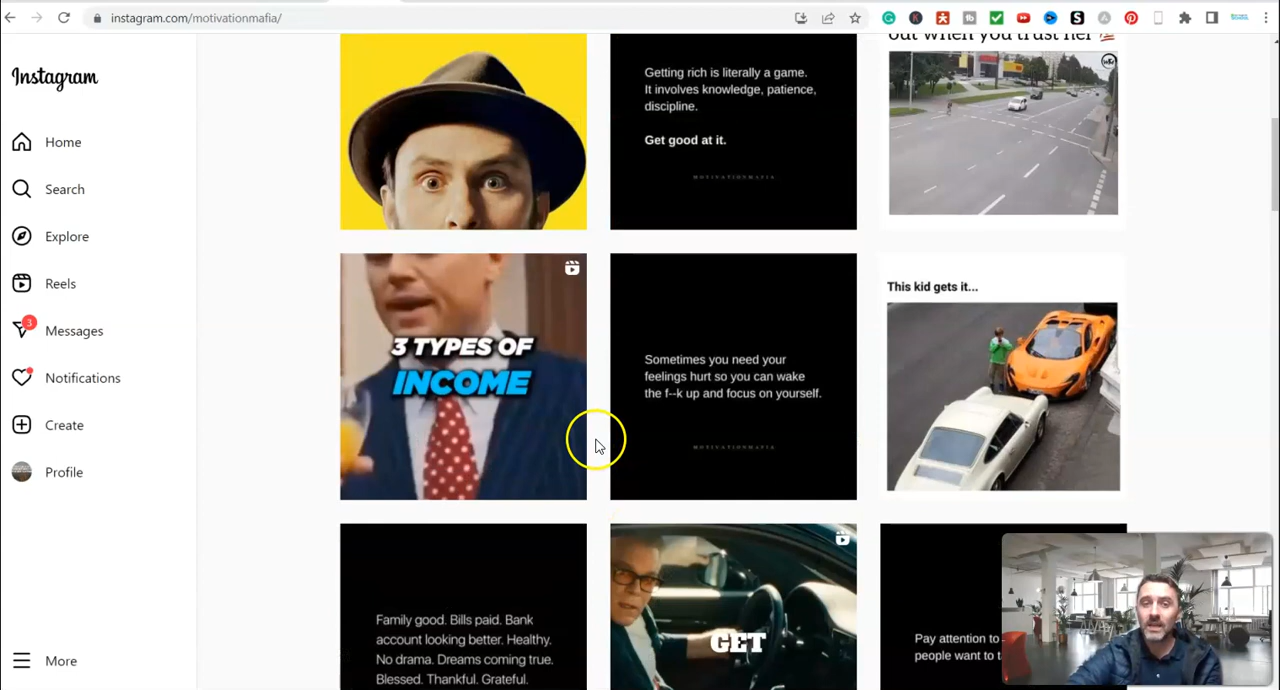 instagram.com/motivationmafia/
Instagram
Home
Search
Explore
Reels
3
Messages
Notifications
Create
Profile
More
Getting rich is literally a game.
It involves knowledge, patience,
discipline.
Get good at it.
MOTIVATIONMAFIA
out when you trust her 💯
3 TYPES OF
INCOME
Sometimes you need your
feelings hurt so you can wake
the f--k up and focus on yourself.
MOTIVATIONMAFIA
This kid gets it...
Family good. Bills paid. Bank
account looking better. Healthy.
No drama. Dreams coming true.
Blessed. Thankful. Grateful.
GET
Pay attention to
people want to